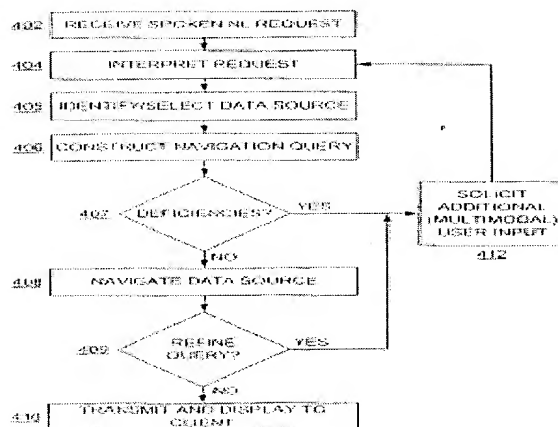 402 RECEIVE SPOKEN NL REQUEST
404 INTERPRET REQUEST
405 IDENTIFY/SELECT DATA SOURCE
406 CONSTRUCT NAVIGATION QUERY
407 DEFICIENCIES?
YES
SOLICIT
ADDITIONAL
(MULTIMODAL)
USER INPUT
412
NO
408 NAVIGATE DATA SOURCE
409 REFINE
QUERY?
YES
NO
410 TRANSMIT AND DISPLAY TO
CLIENT